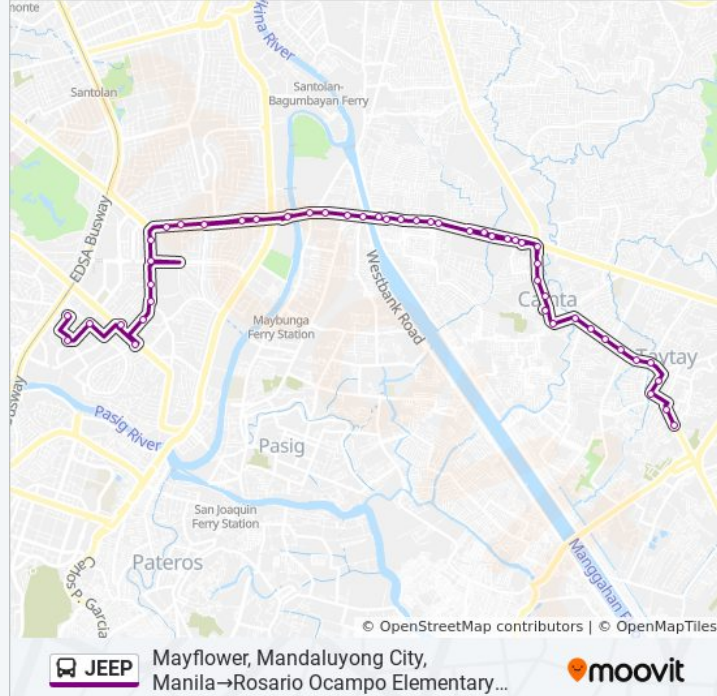 monte
kina River
Santolan
Santolan-
Bagumbayan Ferry
EDSA Busway
Westbank Road
Cainta
Maybunga
Ferry Station
Taytay
Busway
Pasig River
Pasig
San Joaquin
Ferry Station
Pateros
Carlos P. Garcia
Manggahan F
© OpenStreetMap contributors | © OpenMapTiles
JEEP
Mayflower, Mandaluyong City,
Manila→Rosario Ocampo Elementary…
moovit